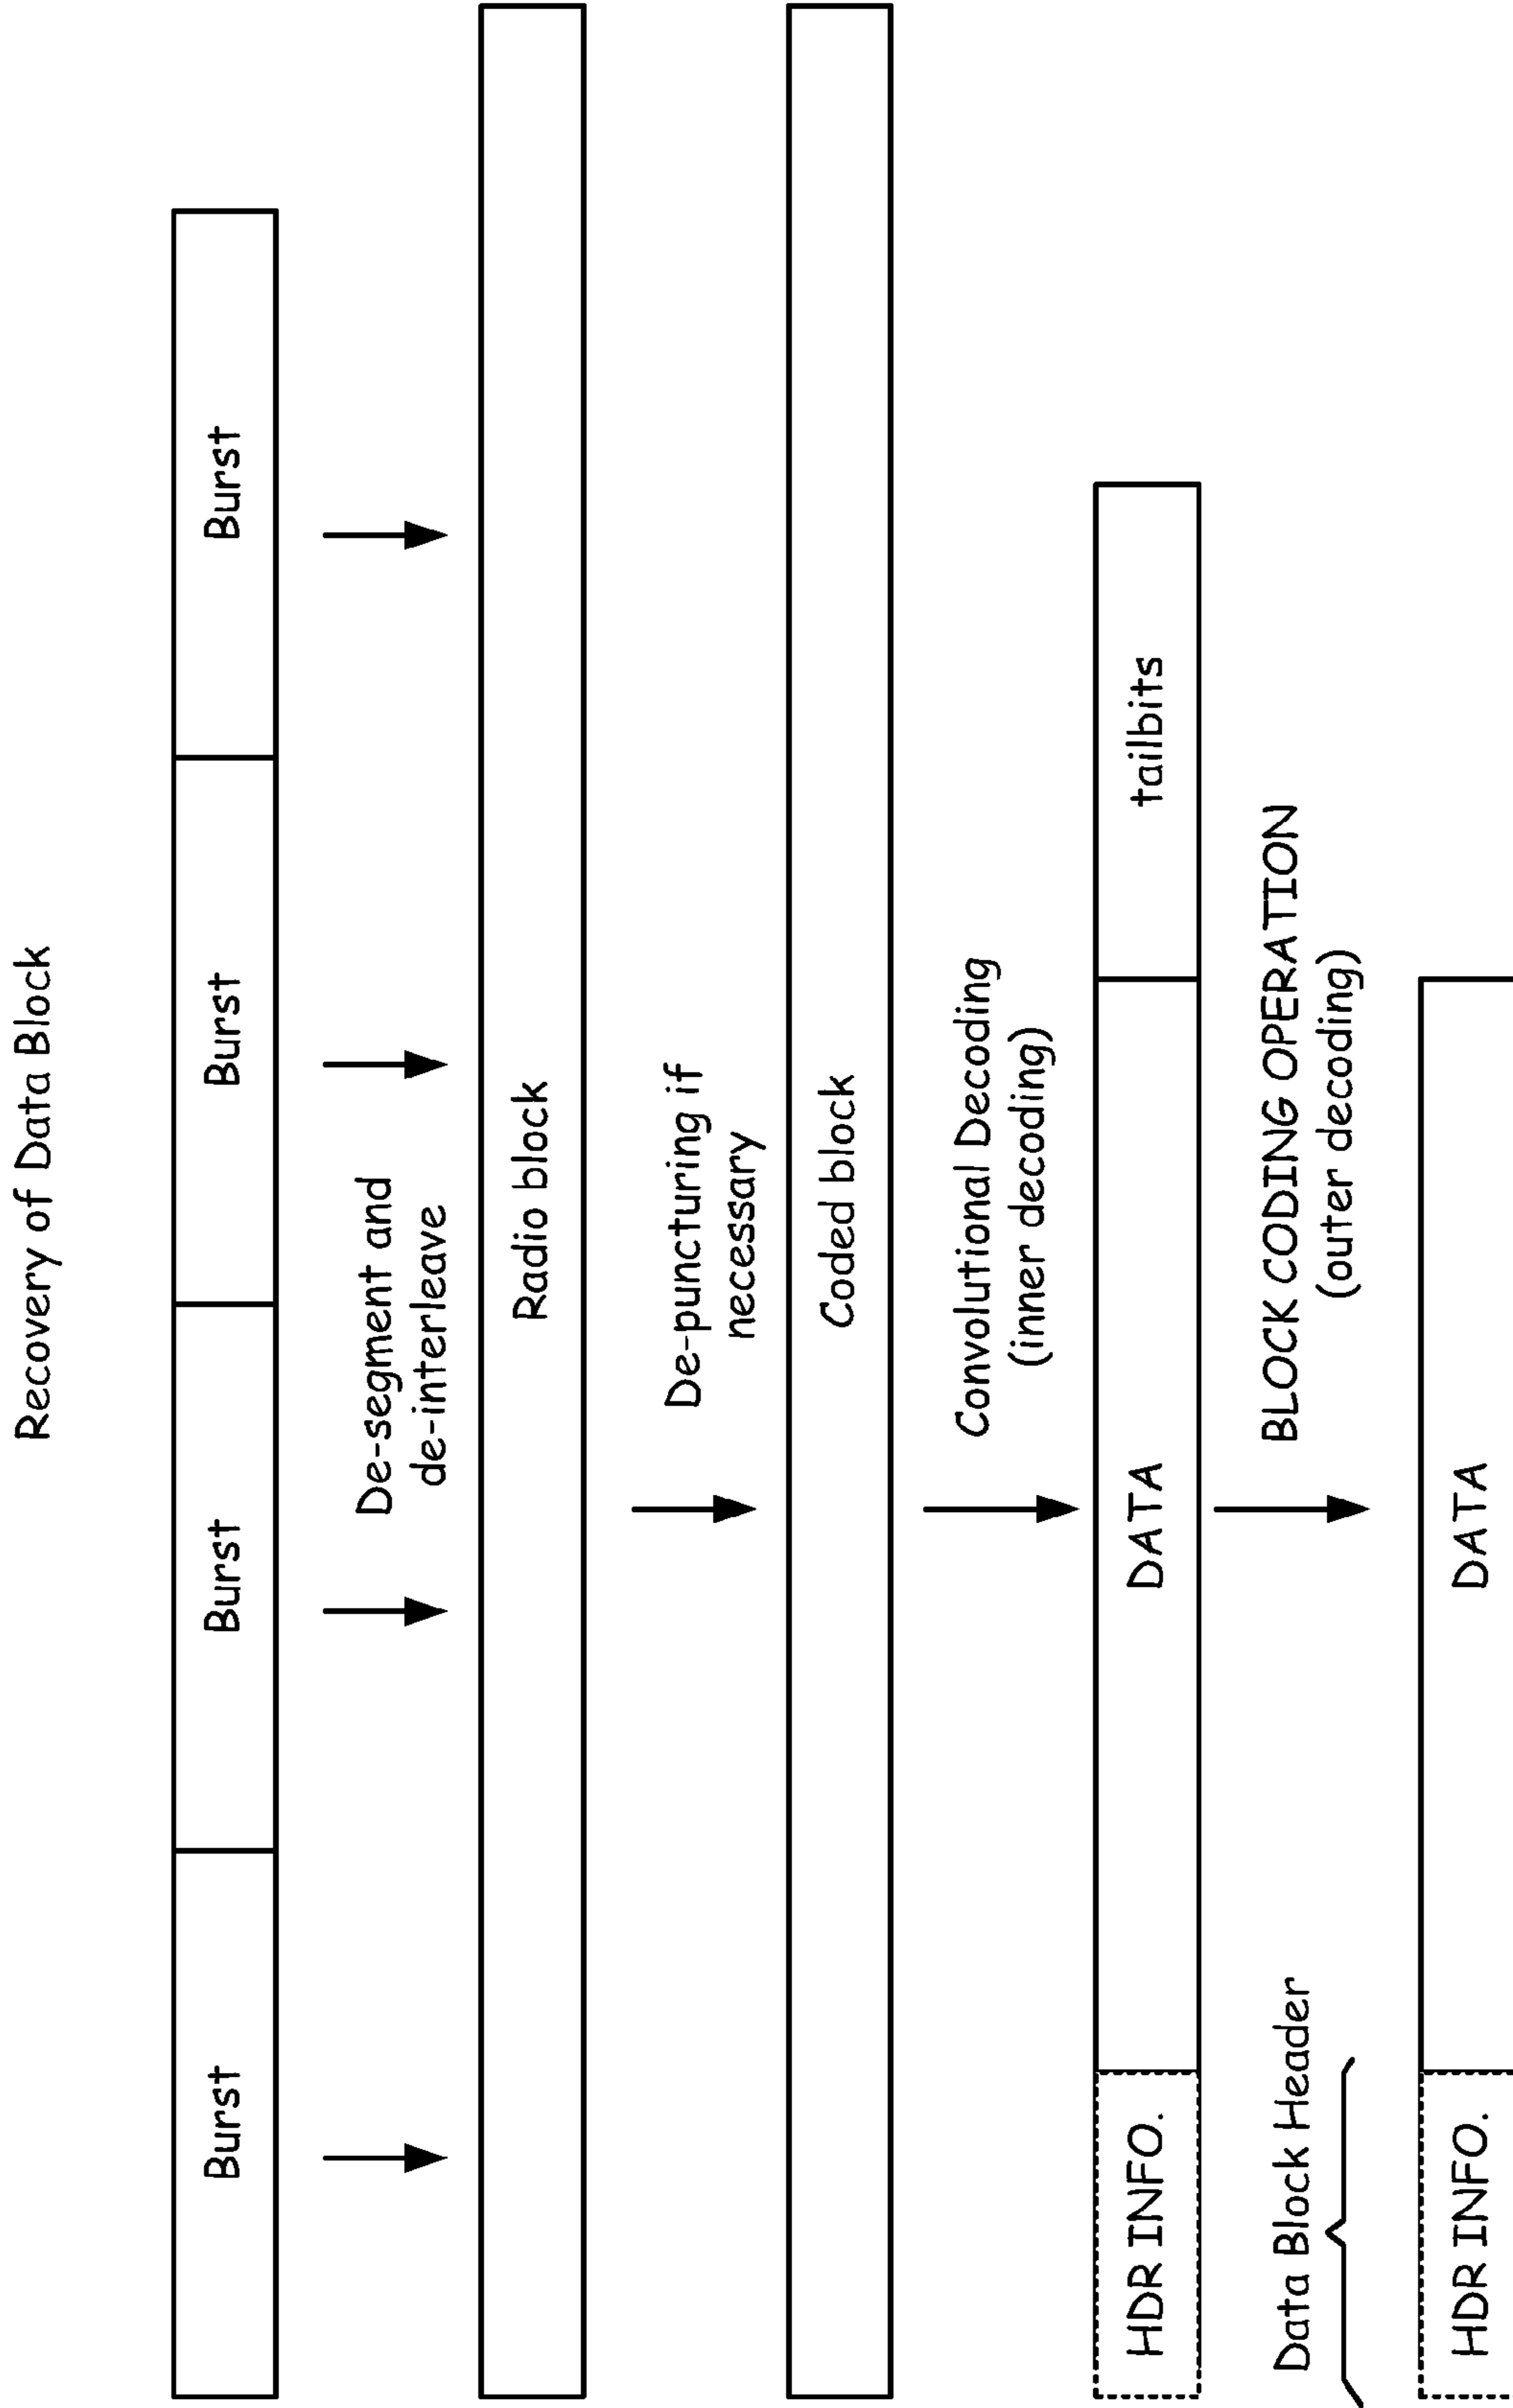 Recovery of Data Block
Burst
Burst
Burst
Burst
De-segment and
de-interleave
Radio block
De-puncturing if
necessary
Coded block
Convolutional Decoding
(inner decoding)
HDR INFO.
DATA
tailbits
BLOCK CODING OPERATION
(outer decoding)
Data Block Header
HDR INFO.
DATA